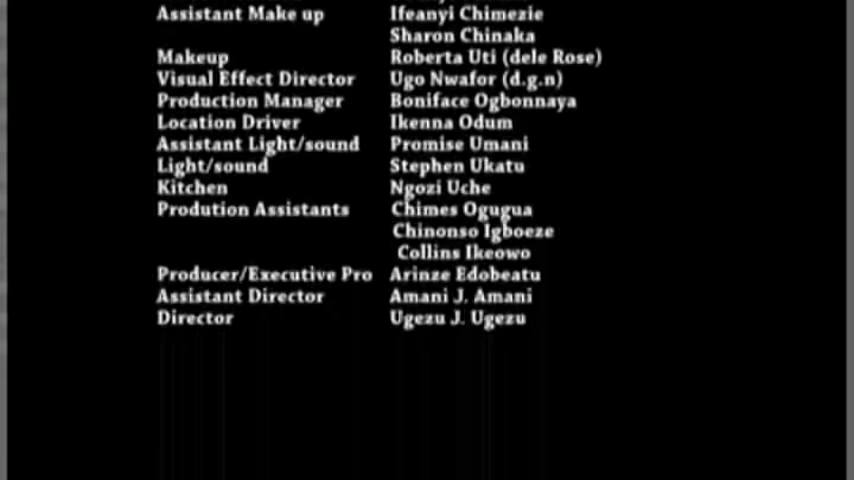 Assistant Make up Ifeanyi Chimezie
Sharon Chinaka
Makeup Roberta Uti (dele Rose)
Visual Effect Director Ugo Nwafor (d.g.n)
Production Manager Boniface Ogbonnaya
Location Driver Ikenna Odum
Assistant Light/sound Promise Umani
Light/sound Stephen Ukatu
Kitchen Ngozi Uche
Prodution Assistants Chimes Ogugua
Chinonso Igboeze
Collins Ikeowo
Producer/Executive Pro Arinze Edobeatu
Assistant Director Amani J. Amani
Director Ugezu J. Ugezu